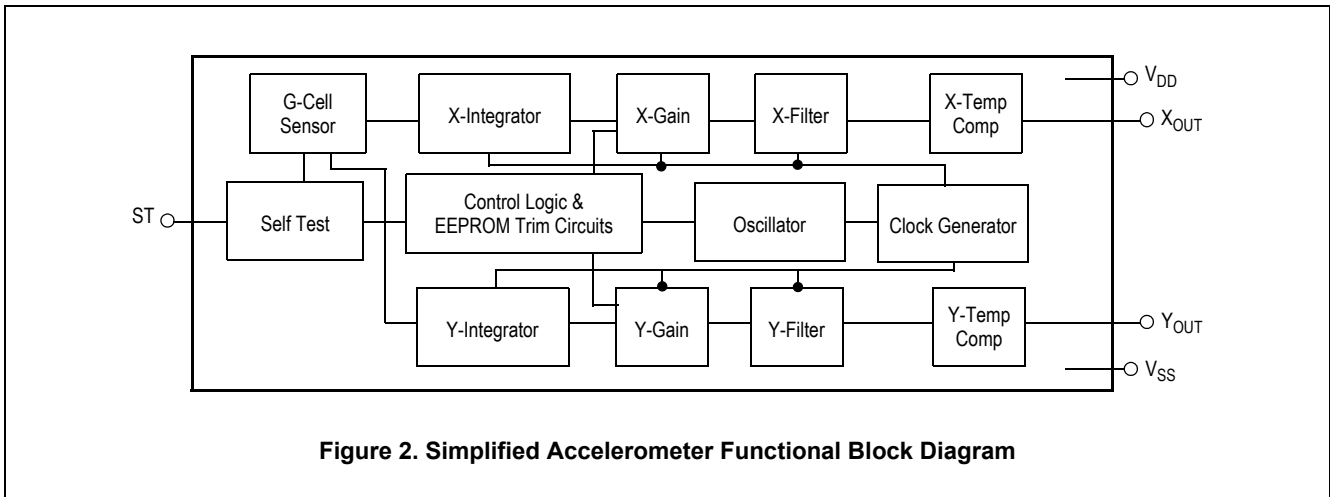 G-Cell
Sensor
X-Integrator
X-Gain
X-Filter
X-Temp
Comp
V_DD
X_OUT
ST
Self Test
Control Logic &
EEPROM Trim Circuits
Oscillator
Clock Generator
Y-Integrator
Y-Gain
Y-Filter
Y-Temp
Comp
Y_OUT
V_SS
Figure 2. Simplified Accelerometer Functional Block Diagram